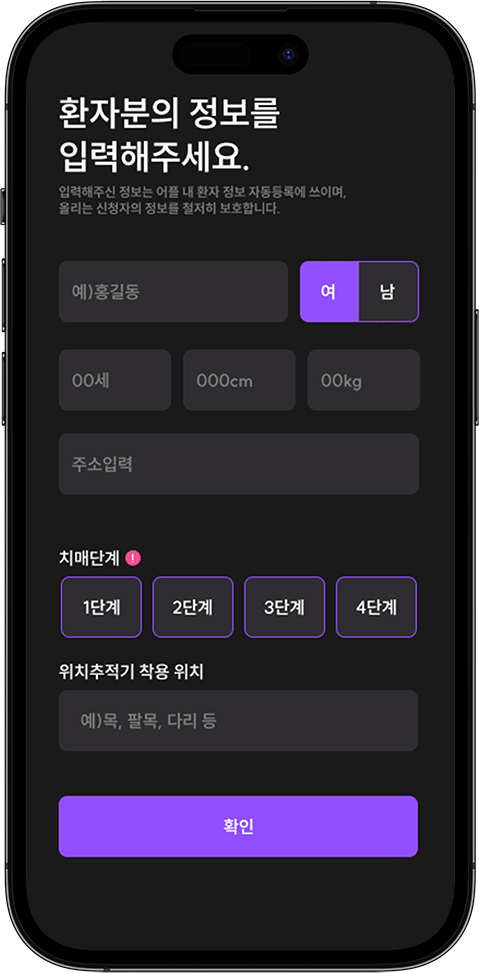 환자분의 정보를
입력해주세요.
입력해주신 정보는 어플 내 환자 정보 자동등록에 쓰이며,
올리는 신청자의 정보를 철저히 보호합니다.
예)홍길동
여 남
00세 000cm 00kg
주소입력
치매단계 !
1단계 2단계 3단계 4단계
위치추적기 착용 위치
예)목, 팔목, 다리 등
확인